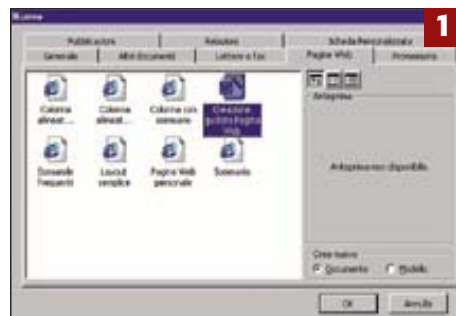 Nuovo
1
Pubblicazioni Relazioni Scheda Personalizzata
Generale Altri documenti Lettere e fax Pagine Web Promemoria
Colonna allineat... Colonna allineat... Colonna con sommario Creazione guidata Pagina Web
Anteprima
Domande frequenti Layout semplice Pagina Web personale Sommario
Anteprima non disponibile.
Crea nuovo
Documento Modello
OK Annulla